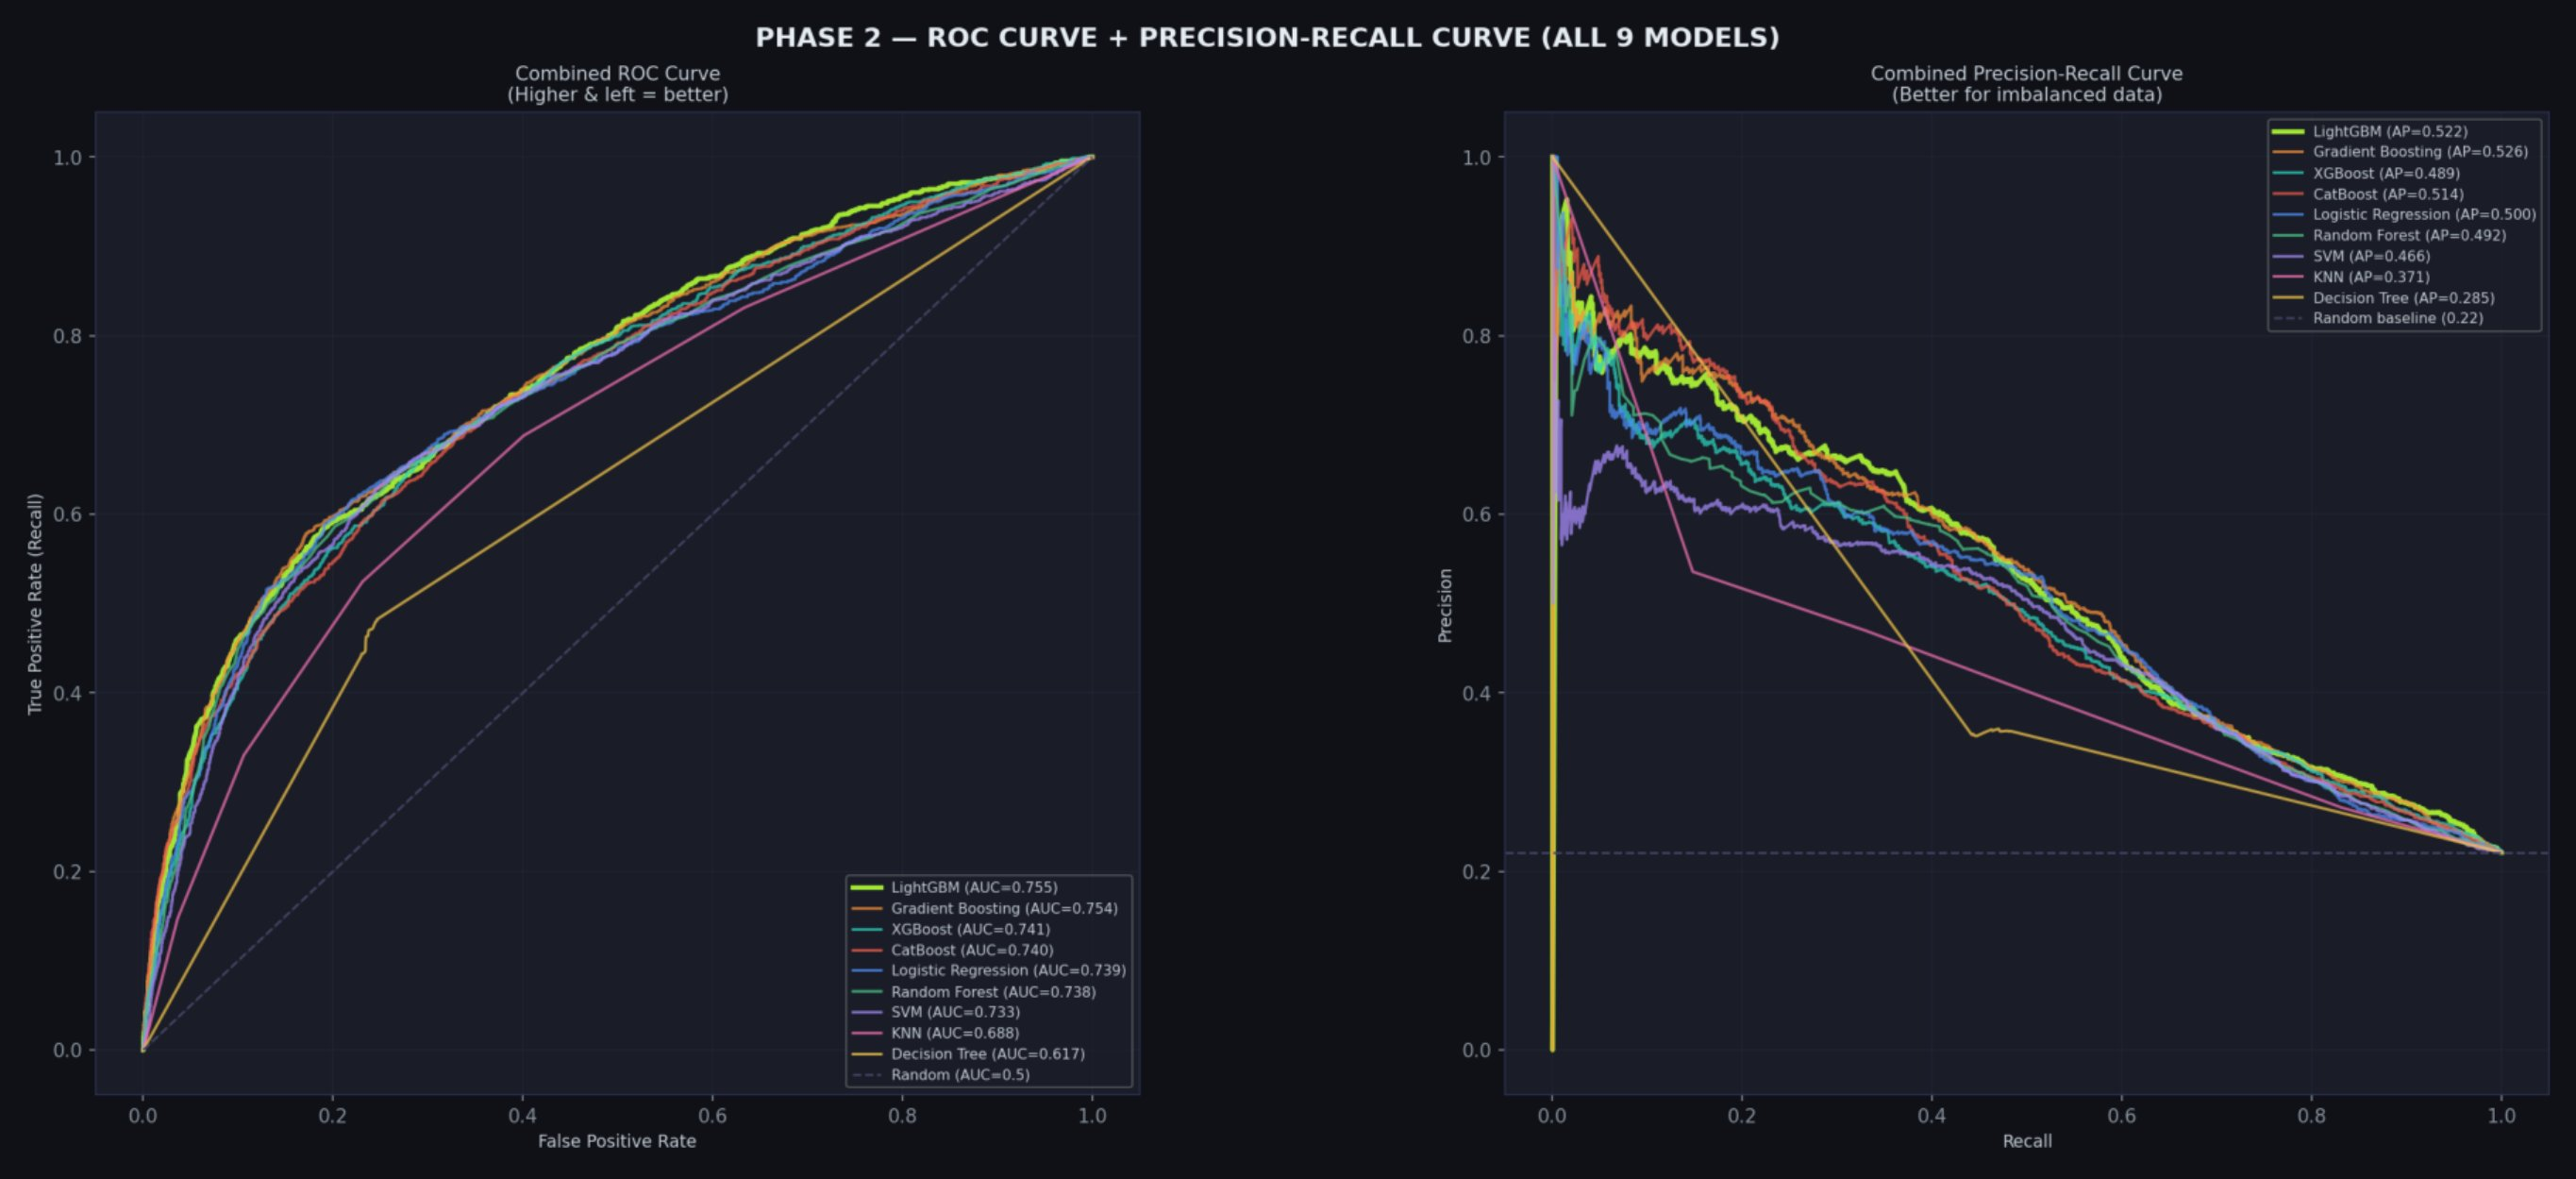 PHASE 2 — ROC CURVE + PRECISION-RECALL CURVE (ALL 9 MODELS)
Combined ROC Curve
(Higher & left = better)
True Positive Rate (Recall)
1.0
0.8
0.6
0.4
0.2
0.0
0.0 0.2 0.4 0.6 0.8 1.0
False Positive Rate
LightGBM (AUC=0.755)
Gradient Boosting (AUC=0.754)
XGBoost (AUC=0.741)
CatBoost (AUC=0.740)
Logistic Regression (AUC=0.739)
Random Forest (AUC=0.738)
SVM (AUC=0.733)
KNN (AUC=0.688)
Decision Tree (AUC=0.617)
Random (AUC=0.5)
Combined Precision-Recall Curve
(Better for imbalanced data)
Precision
1.0
0.8
0.6
0.4
0.2
0.0
0.0 0.2 0.4 0.6 0.8 1.0
Recall
LightGBM (AP=0.522)
Gradient Boosting (AP=0.526)
XGBoost (AP=0.489)
CatBoost (AP=0.514)
Logistic Regression (AP=0.500)
Random Forest (AP=0.492)
SVM (AP=0.466)
KNN (AP=0.371)
Decision Tree (AP=0.285)
Random baseline (0.22)